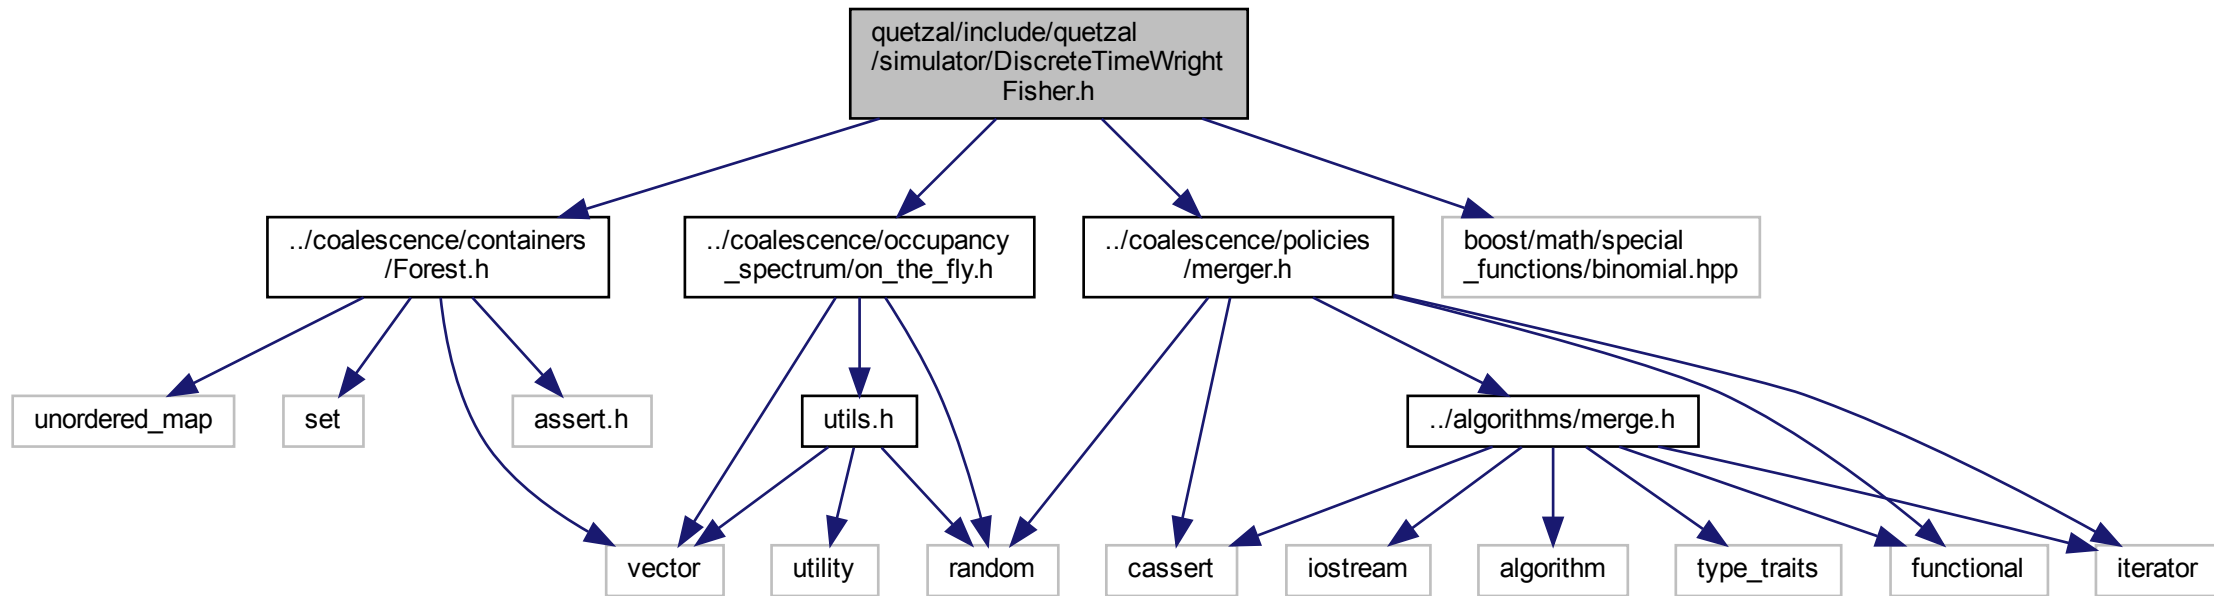 quetzal/include/quetzal
/simulator/DiscreteTimeWright
Fisher.h
../coalescence/containers
/Forest.h
../coalescence/occupancy
_spectrum/on_the_fly.h
../coalescence/policies
/merger.h
boost/math/special
_functions/binomial.hpp
unordered_map
set
assert.h
utils.h
../algorithms/merge.h
vector
utility
random
cassert
iostream
algorithm
type_traits
functional
iterator